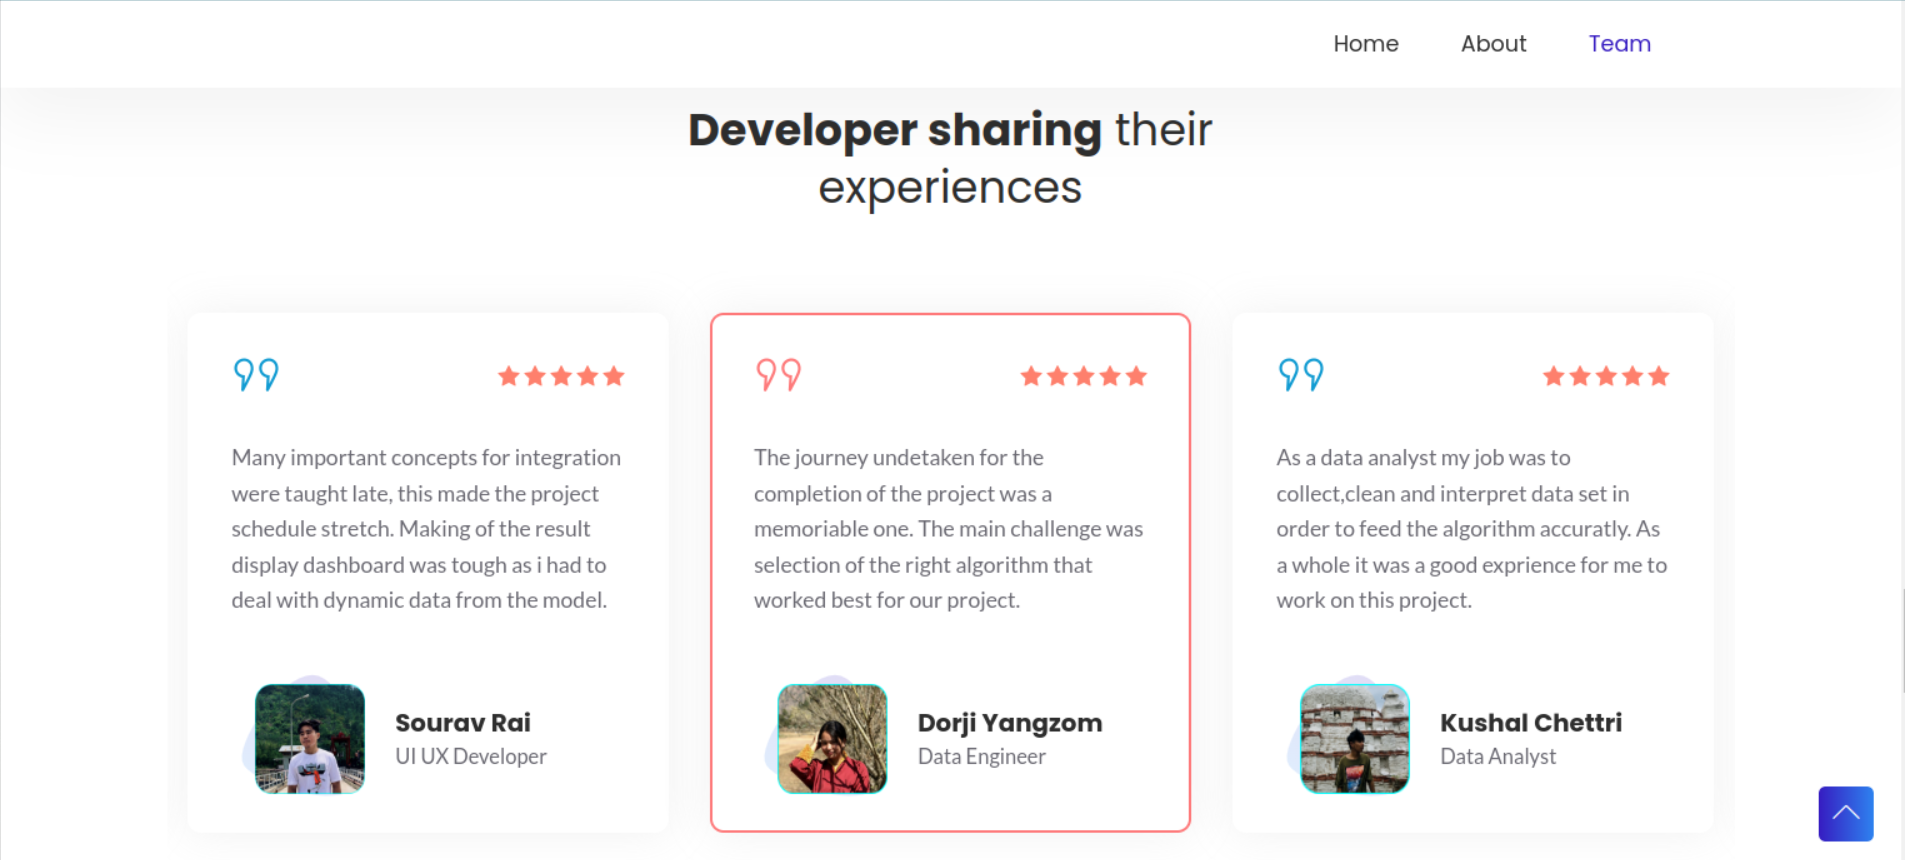 Home About Team
Developer sharing their
experiences
Many important concepts for integration
were taught late, this made the project
schedule stretch. Making of the result
display dashboard was tough as i had to
deal with dynamic data from the model.
Sourav Rai
UI UX Developer
The journey undetaken for the
completion of the project was a
memoriable one. The main challenge was
selection of the right algorithm that
worked best for our project.
Dorji Yangzom
Data Engineer
As a data analyst my job was to
collect,clean and interpret data set in
order to feed the algorithm accuratly. As
a whole it was a good exprience for me to
work on this project.
Kushal Chettri
Data Analyst